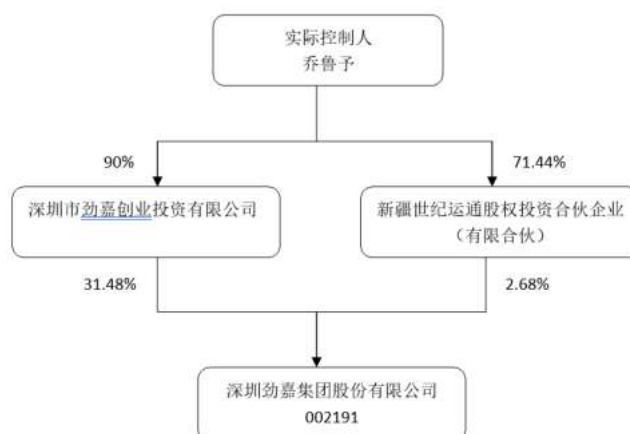 实际控制人
乔鲁予
90%
71.44%
深圳市劲嘉创业投资有限公司
新疆世纪运通股权投资合伙企业
（有限合伙）
31.48%
2.68%
深圳劲嘉集团股份有限公司
002191